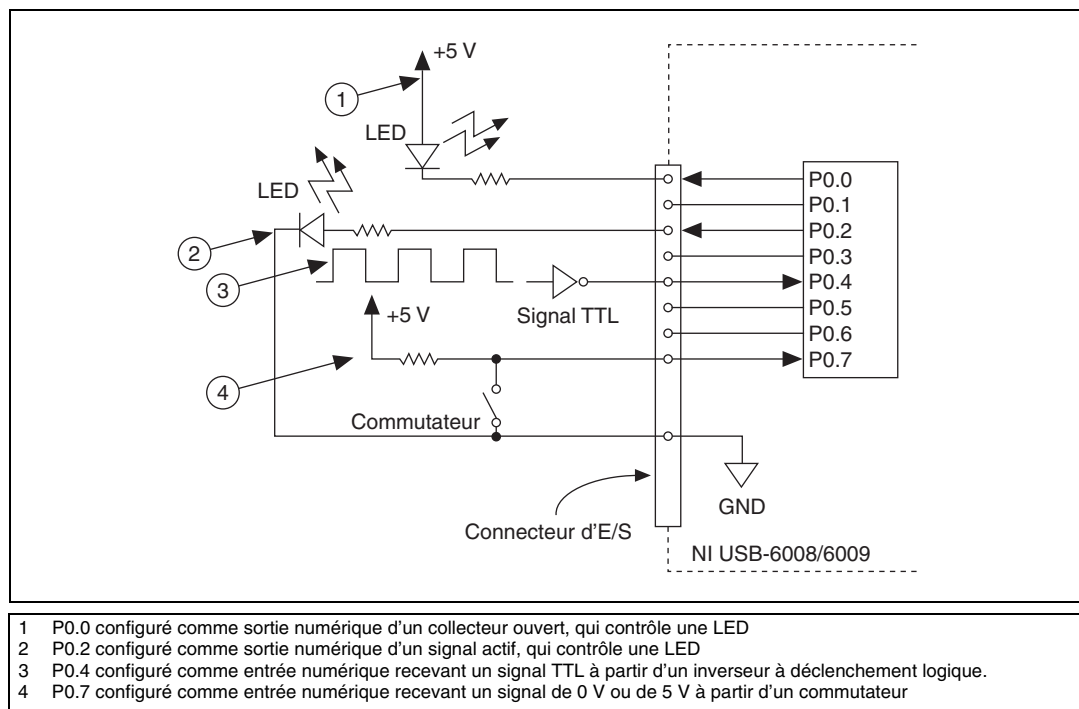 +5 V
1
LED
LED
P0.0
P0.1
2
P0.2
P0.3
3
P0.4
+5 V
Signal TTL
P0.5
P0.6
P0.7
4
Commutateur
GND
Connecteur d'E/S
NI USB-6008/6009
1 P0.0 configuré comme sortie numérique d'un collecteur ouvert, qui contrôle une LED
2 P0.2 configuré comme sortie numérique d'un signal actif, qui contrôle une LED
3 P0.4 configuré comme entrée numérique recevant un signal TTL à partir d'un inverseur à déclenchement logique.
4 P0.7 configuré comme entrée numérique recevant un signal de 0 V ou de 5 V à partir d'un commutateur